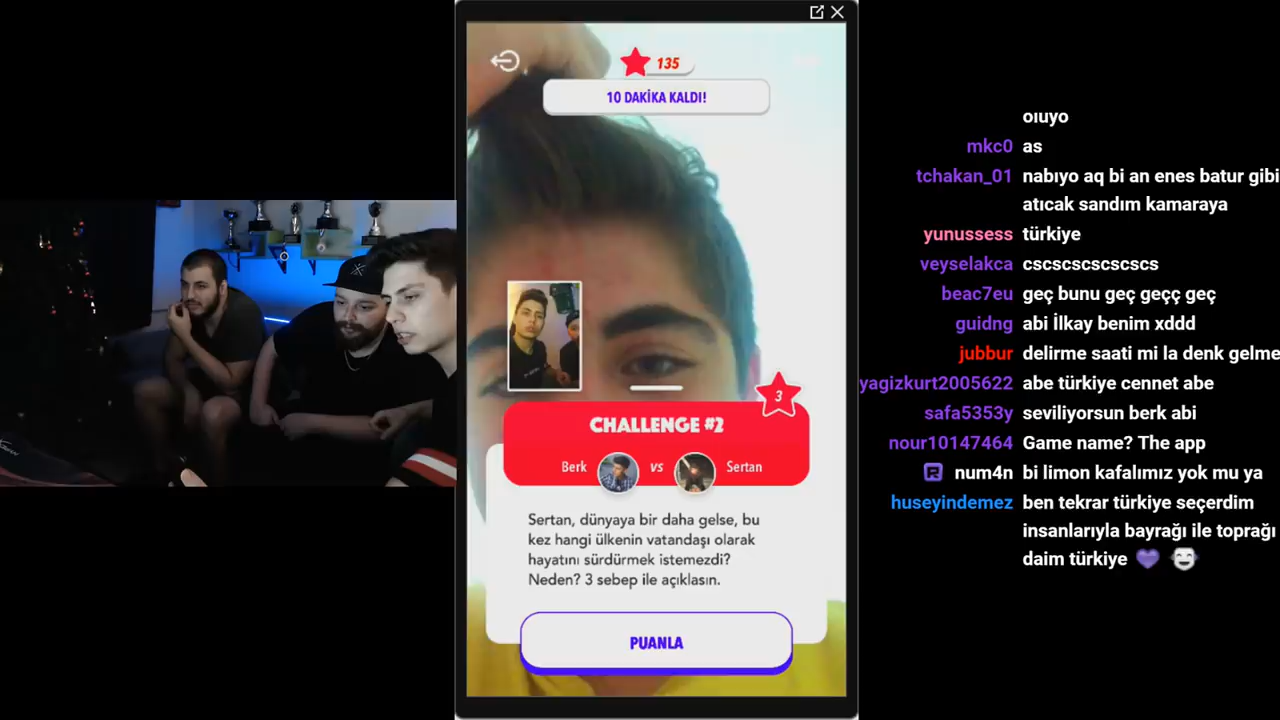 135
10 DAKİKA KALDI!
3
CHALLENGE #2
Berk vs Sertan
Sertan, dünyaya bir daha gelse, bu
kez hangi ülkenin vatandaşı olarak
hayatını sürdürmek istemezdi?
Neden? 3 sebep ile açıklasın.
PUANLA
oluyo
mkc0 as
tchakan_01 nabıyo aq bi an enes batur gibi
atıcak sandım kamaraya
yunussess türkiye
veyselakca cscscscscscscs
beac7eu geç bunu geç geçç geç
guidng abi İlkay benim xddd
jubbur delirme saati mi la denk gelme
yagizkurt2005622 abe türkiye cennet abe
safa5353y seviliyorsun berk abi
nour10147464 Game name? The app
num4n bi limon kafalımız yok mu ya
huseyindemez ben tekrar türkiye seçerdim
insanlarıyla bayrağı ile toprağı
daim türkiye 💜